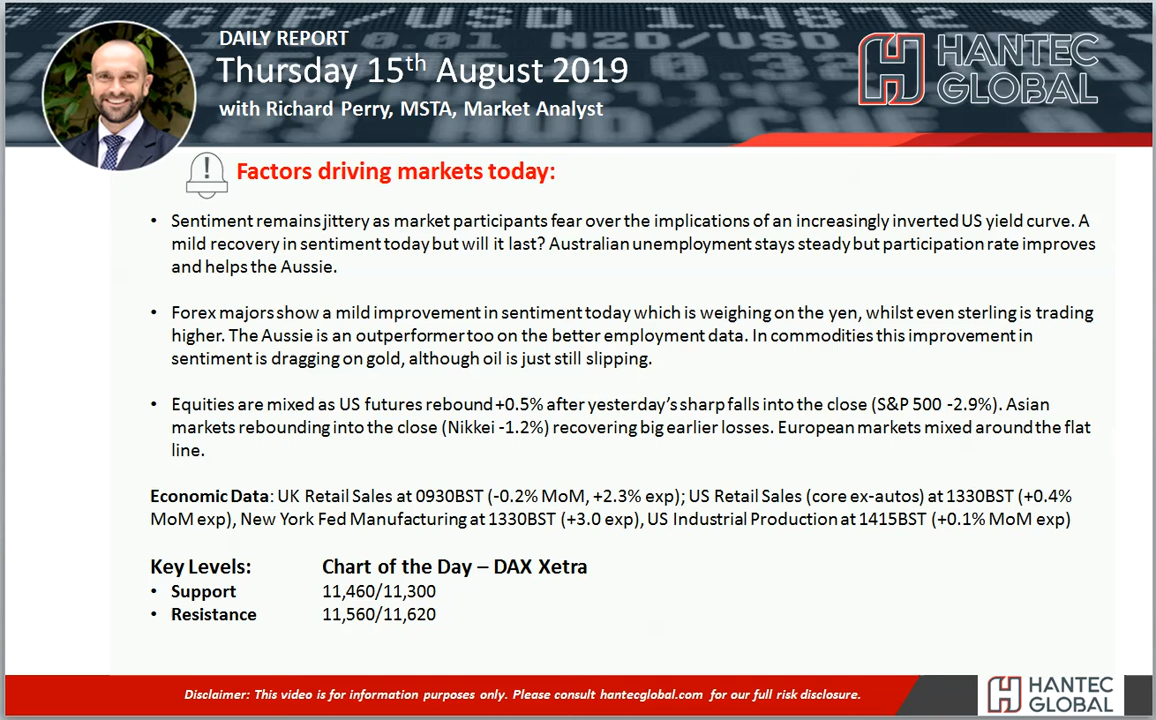 GBP/USD 1.48
0.01 NZD/USD
DAILY REPORT
Thursday 15th August 2019
with Richard Perry, MSTA, Market Analyst
HANTEC
GLOBAL
Factors driving markets today:
• Sentiment remains jittery as market participants fear over the implications of an increasingly inverted US yield curve. A
mild recovery in sentiment today but will it last? Australian unemployment stays steady but participation rate improves
and helps the Aussie.
• Forex majors show a mild improvement in sentiment today which is weighing on the yen, whilst even sterling is trading
higher. The Aussie is an outperformer too on the better employment data. In commodities this improvement in
sentiment is dragging on gold, although oil is just still slipping.
• Equities are mixed as US futures rebound +0.5% after yesterday's sharp falls into the close (S&P 500 -2.9%). Asian
markets rebounding into the close (Nikkei -1.2%) recovering big earlier losses. European markets mixed around the flat
line.
Economic Data: UK Retail Sales at 0930BST (-0.2% MoM, +2.3% exp); US Retail Sales (core ex-autos) at 1330BST (+0.4%
MoM exp), New York Fed Manufacturing at 1330BST (+3.0 exp), US Industrial Production at 1415BST (+0.1% MoM exp)
Key Levels: Chart of the Day – DAX Xetra
• Support 11,460/11,300
• Resistance 11,560/11,620
Disclaimer: This video is for information purposes only. Please consult hantecglobal.com for our full risk disclosure.
HANTEC
GLOBAL